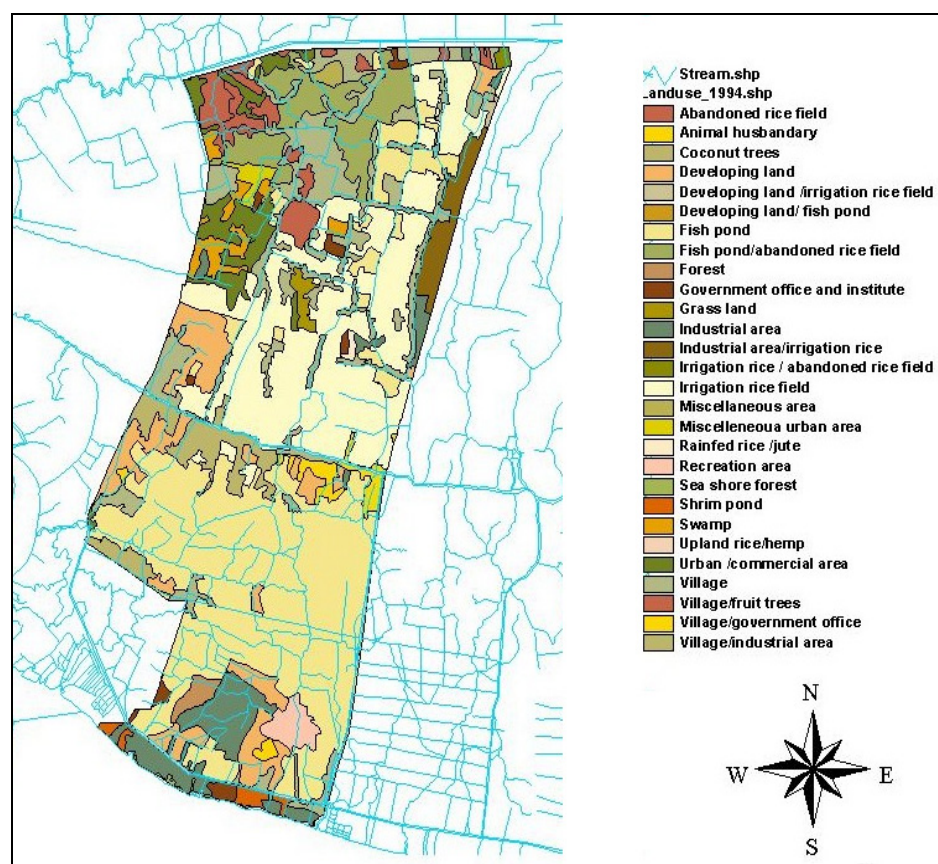 Stream.shp
Landuse_1994.shp
Abandoned rice field
Animal husbandary
Coconut trees
Developing land
Developing land /irrigation rice field
Developing land/ fish pond
Fish pond
Fish pond/abandoned rice field
Forest
Government office and institute
Grass land
Industrial area
Industrial area/irrigation rice
Irrigation rice / abandoned rice field
Irrigation rice field
Miscellaneous area
Miscelleneoua urban area
Rainfed rice /jute
Recreation area
Sea shore forest
Shrim pond
Swamp
Upland rice/hemp
Urban /commercial area
Village
Village/fruit trees
Village/government office
Village/industrial area
N
W E
S